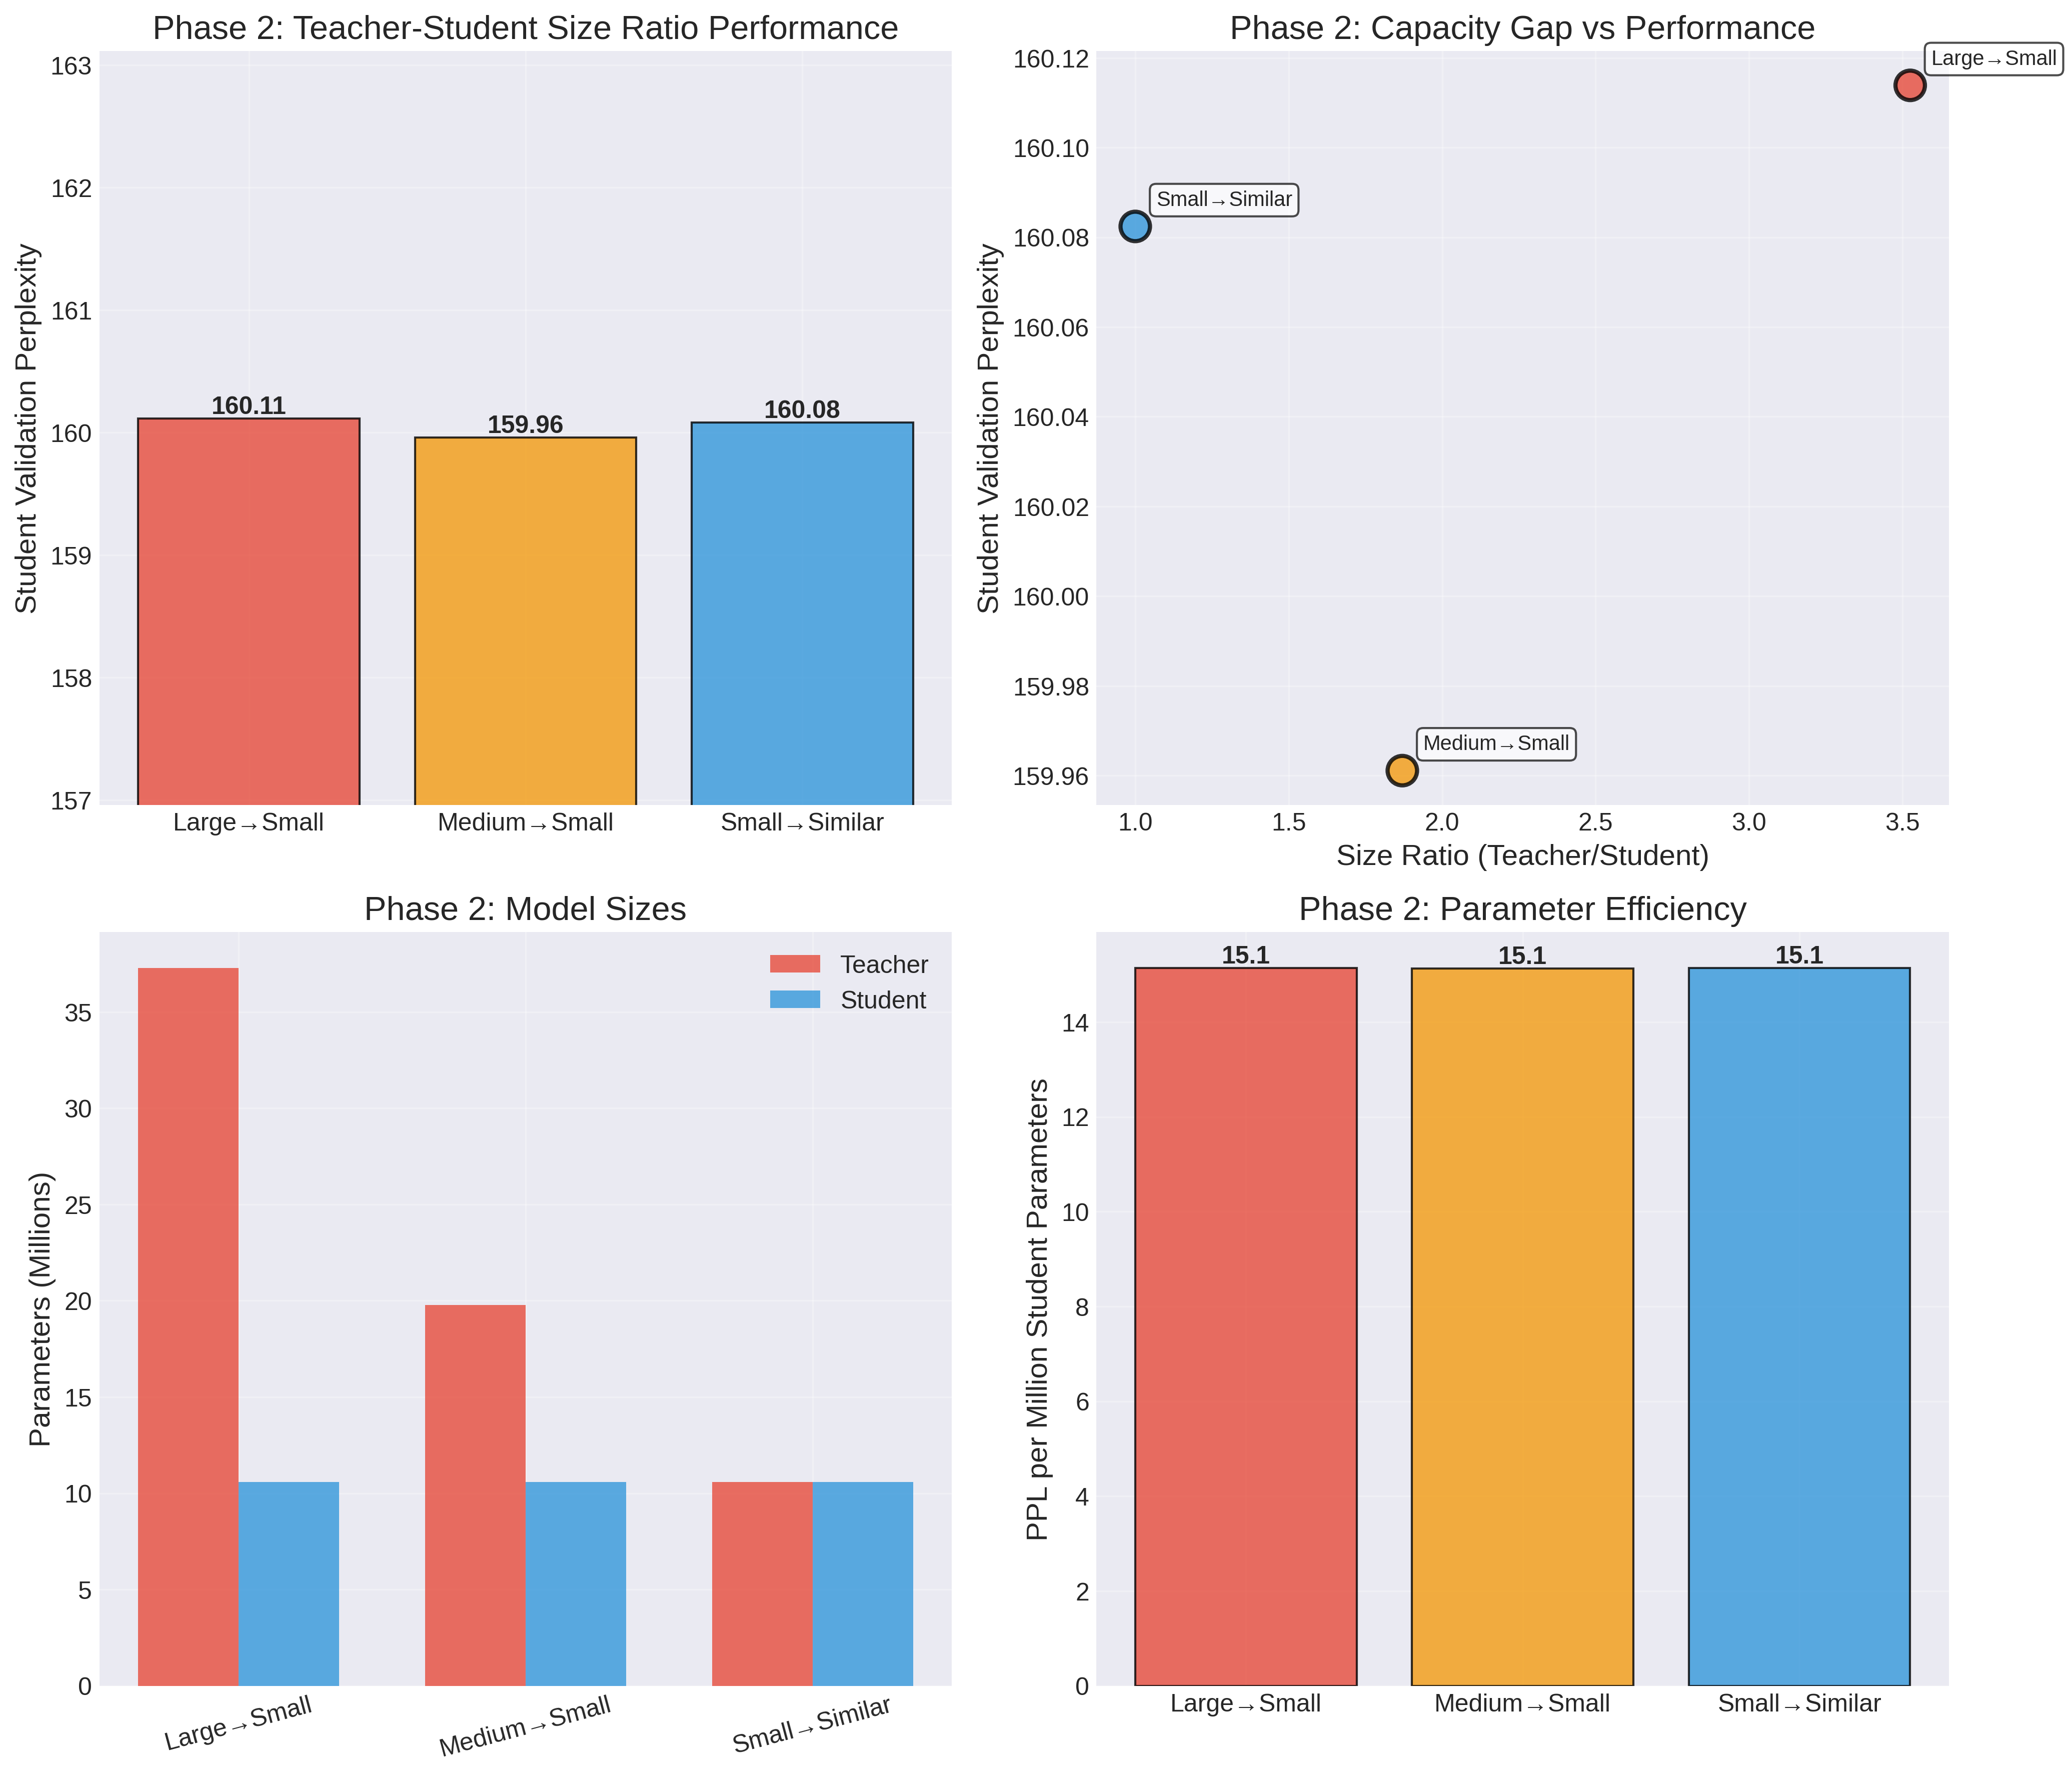 Phase 2: Teacher-Student Size Ratio Performance
163
162
161
160
159
158
157
Student Validation Perplexity
160.11
159.96
160.08
Large→Small
Medium→Small
Small→Similar
Phase 2: Capacity Gap vs Performance
160.12
160.10
160.08
160.06
160.04
160.02
160.00
159.98
159.96
Student Validation Perplexity
Large→Small
Small→Similar
Medium→Small
1.0
1.5
2.0
2.5
3.0
3.5
Size Ratio (Teacher/Student)
Phase 2: Model Sizes
Teacher
Student
35
30
25
20
15
10
5
0
Parameters (Millions)
Large→Small
Medium→Small
Small→Similar
Phase 2: Parameter Efficiency
15.1
15.1
15.1
14
12
10
8
6
4
2
0
PPL per Million Student Parameters
Large→Small
Medium→Small
Small→Similar